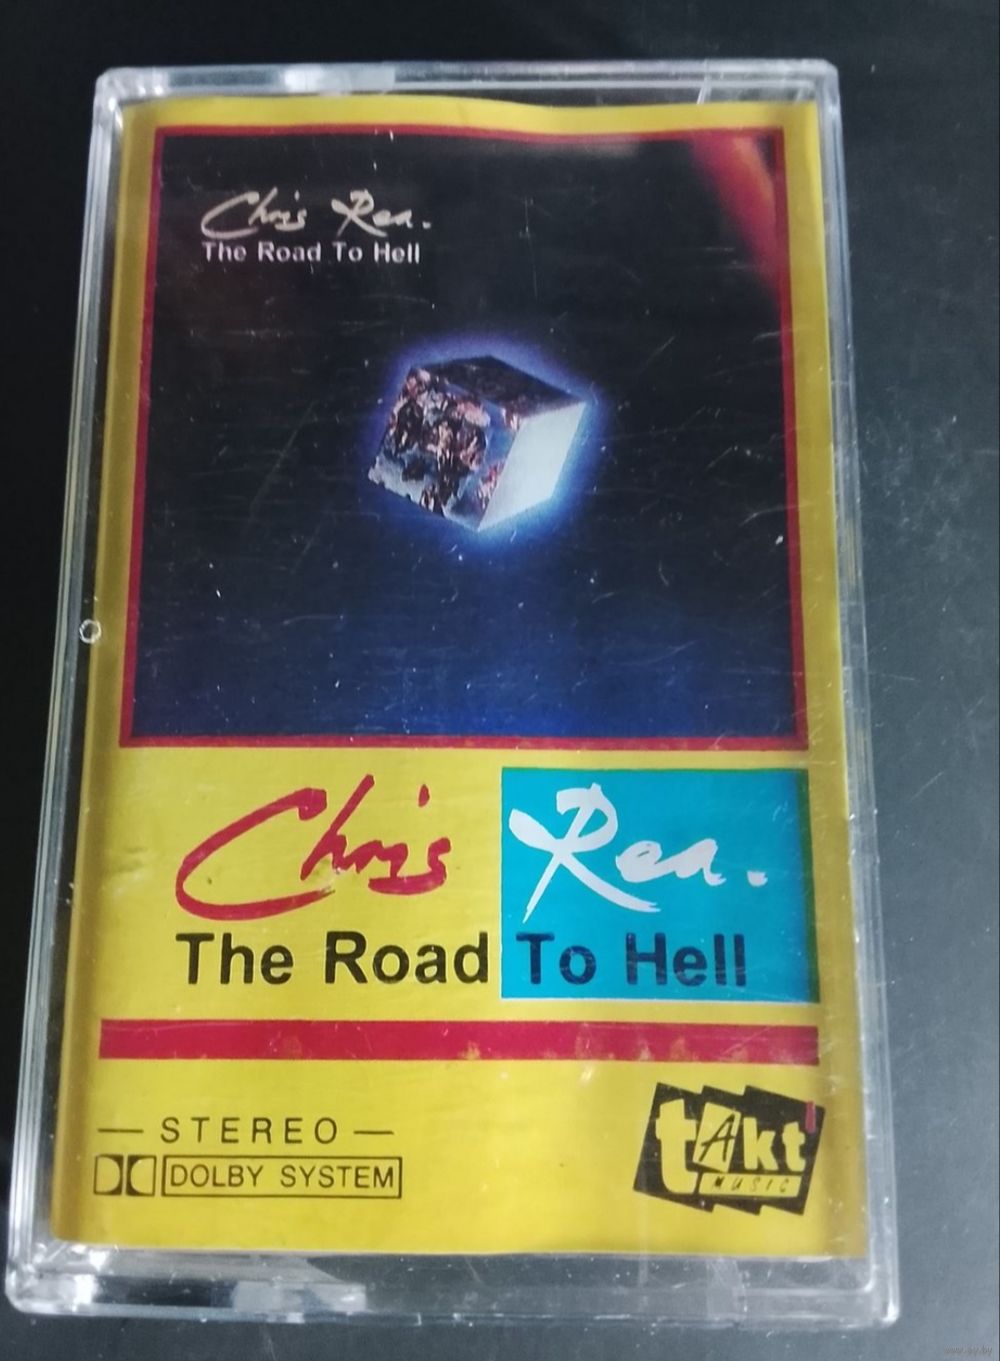 Chris Rea.
The Road To Hell
Chris Rea.
The Road To Hell
— STEREO —
DOLBY SYSTEM
takt
MUSIC